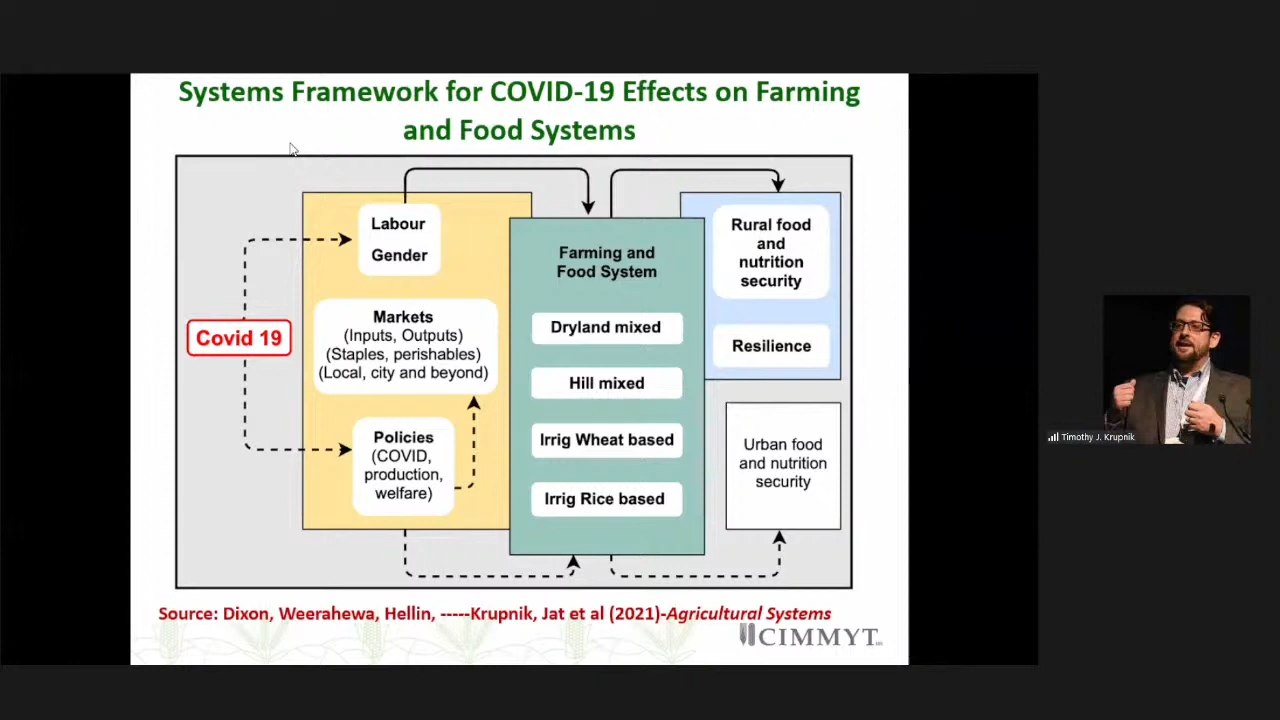 Systems Framework for COVID-19 Effects on Farming
and Food Systems
Labour
Gender
Markets
(Inputs, Outputs)
(Staples, perishables)
(Local, city and beyond)
Policies
(COVID,
production,
welfare)
Covid 19
Farming and
Food System
Dryland mixed
Hill mixed
Irrig Wheat based
Irrig Rice based
Rural food
and
nutrition
security
Resilience
Urban food
and nutrition
security
Source: Dixon, Weerahewa, Hellin, -----Krupnik, Jat et al (2021)-Agricultural Systems
CIMMYT
Timothy J. Krupnik